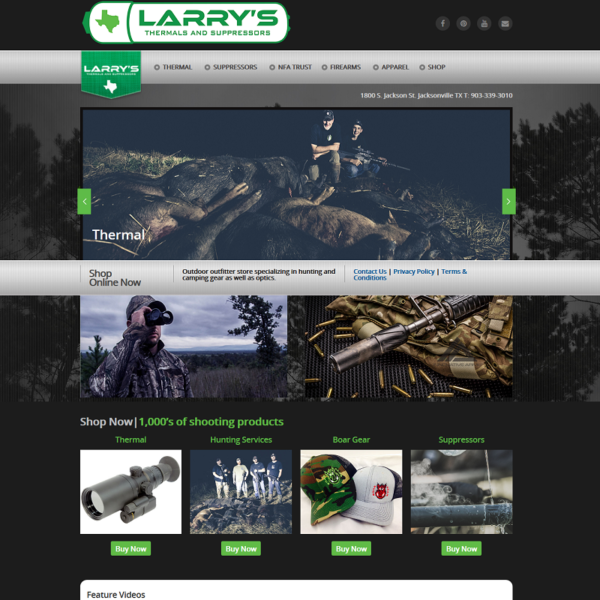 LARRY'S
THERMALS AND SUPPRESSORS
LARRY'S
THERMALS AND SUPPRESSORS
THERMAL SUPPRESSORS NFA TRUST FIREARMS APPAREL SHOP
1800 S. Jackson St. Jacksonville TX T: 903-339-3010
Thermal
Shop
Online Now
Outdoor outfitter store specializing in hunting and
camping gear as well as optics.
Contact Us | Privacy Policy | Terms &
Conditions
Shop Now|1,000's of shooting products
Thermal Hunting Services Boar Gear Suppressors
Buy Now Buy Now Buy Now Buy Now
Feature Videos